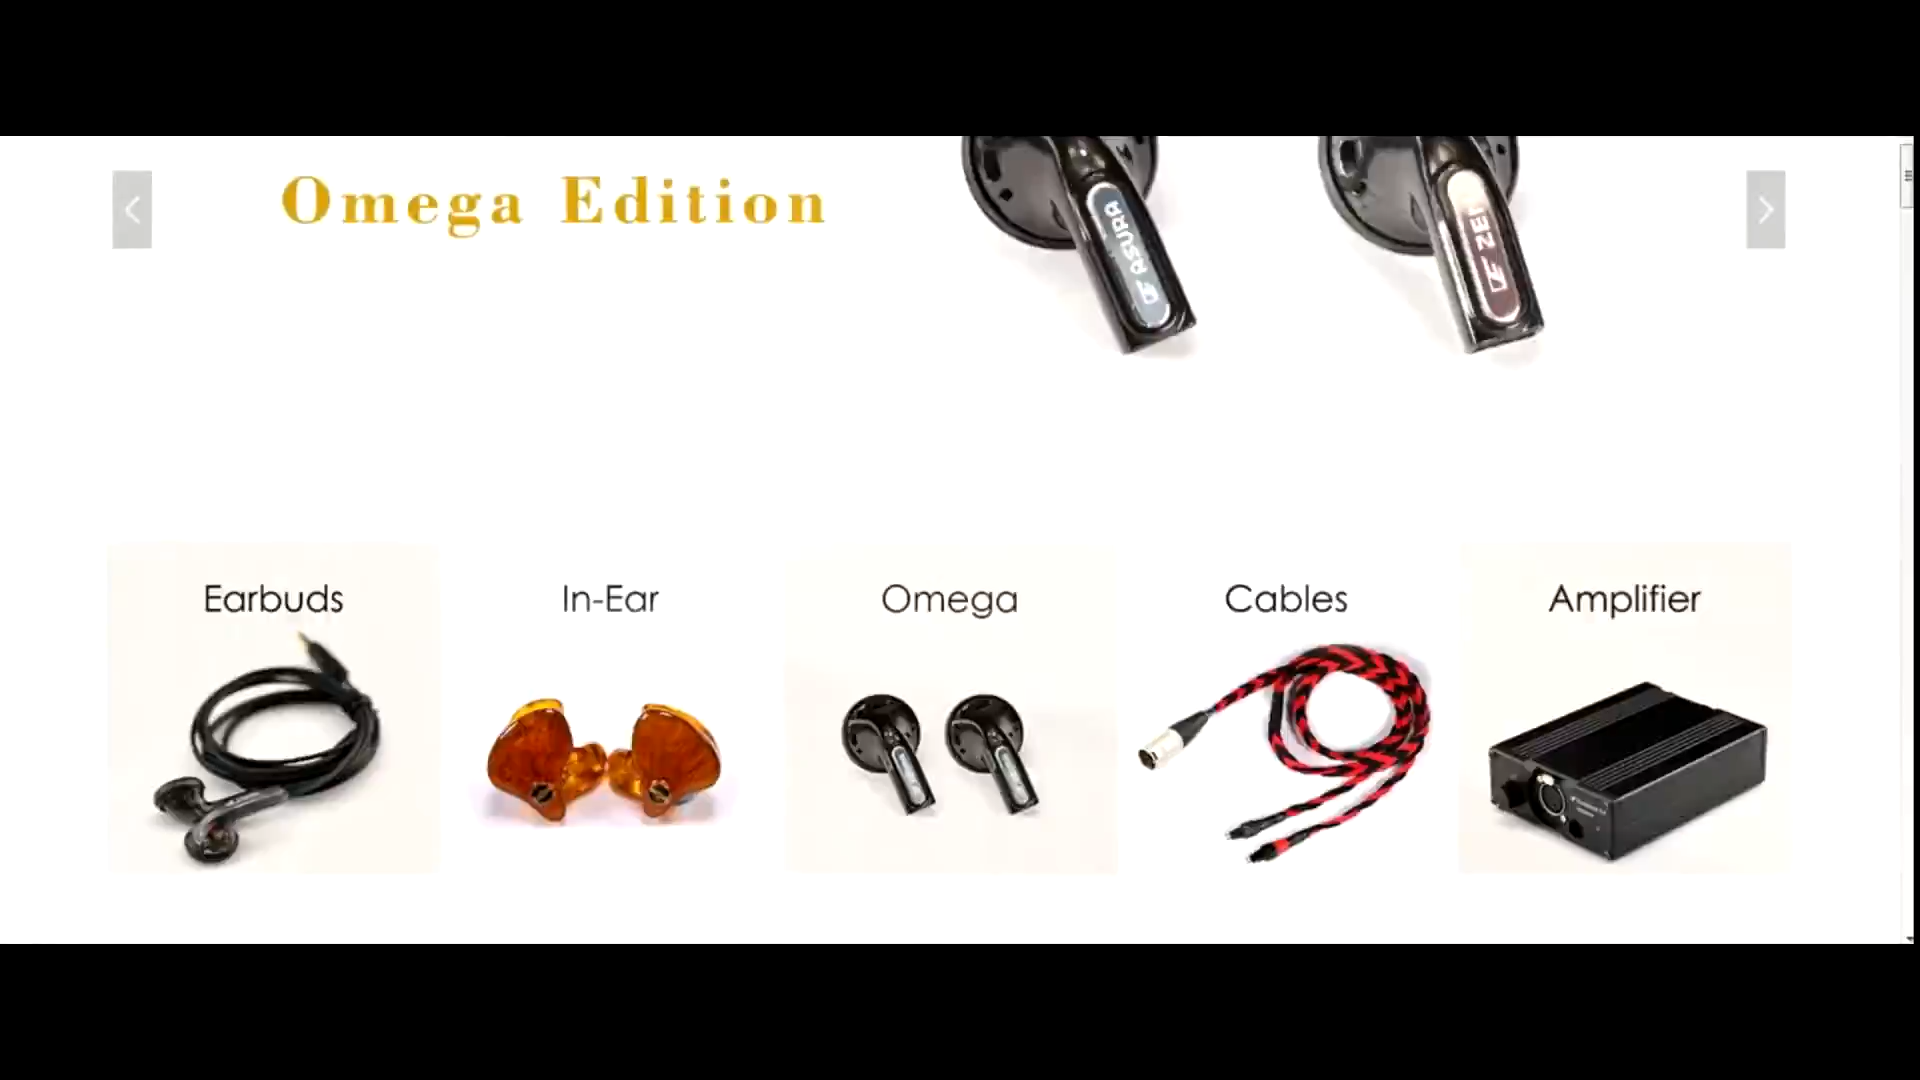 Omega Edition
ASURA
ZEN
Earbuds
In-Ear
Omega
Cables
Amplifier